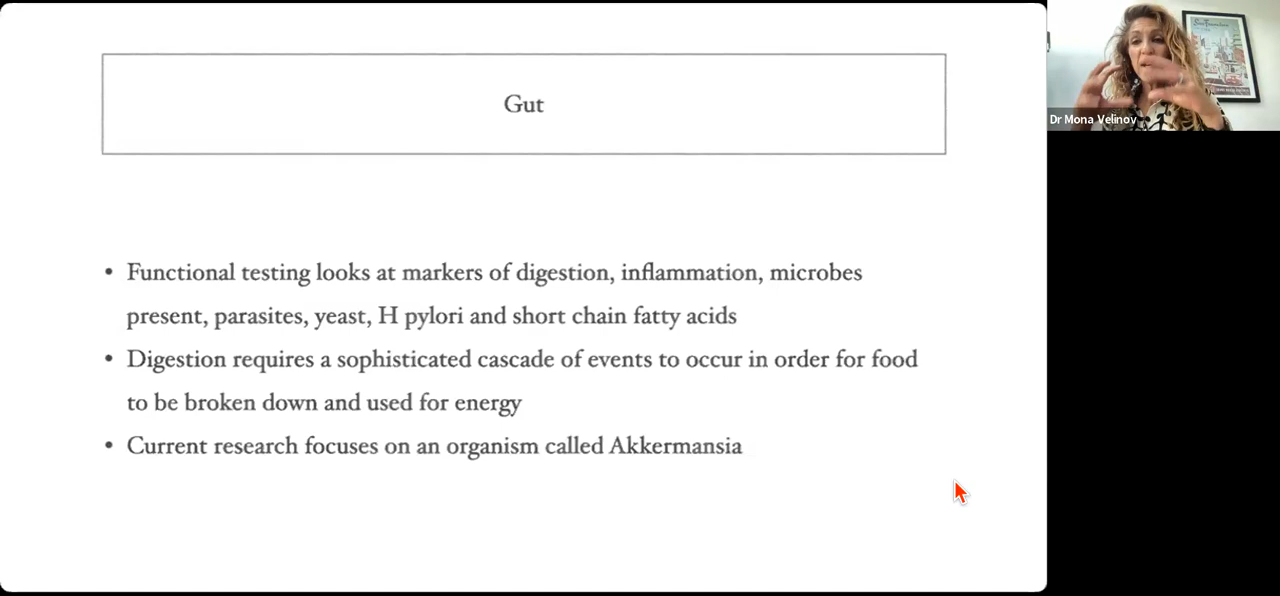 Gut
• Functional testing looks at markers of digestion, inflammation, microbes
present, parasites, yeast, H pylori and short chain fatty acids
• Digestion requires a sophisticated cascade of events to occur in order for food
to be broken down and used for energy
• Current research focuses on an organism called Akkermansia
Dr Mona Velinov